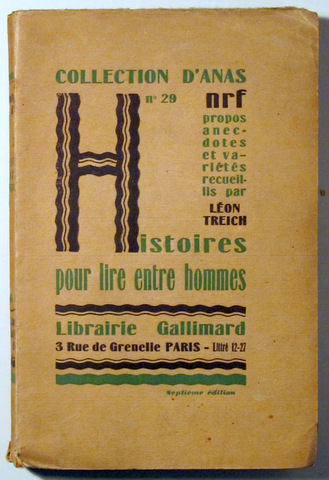 COLLECTION D'ANAS
nº 29
nrf
propos
anec-
dotes
et va-
riétés
recueil-
lis par
LÉON
TREICH
Histoires
pour lire entre hommes
Librairie Gallimard
3 Rue de Grenelle PARIS - Littré 12-27
Septième édition